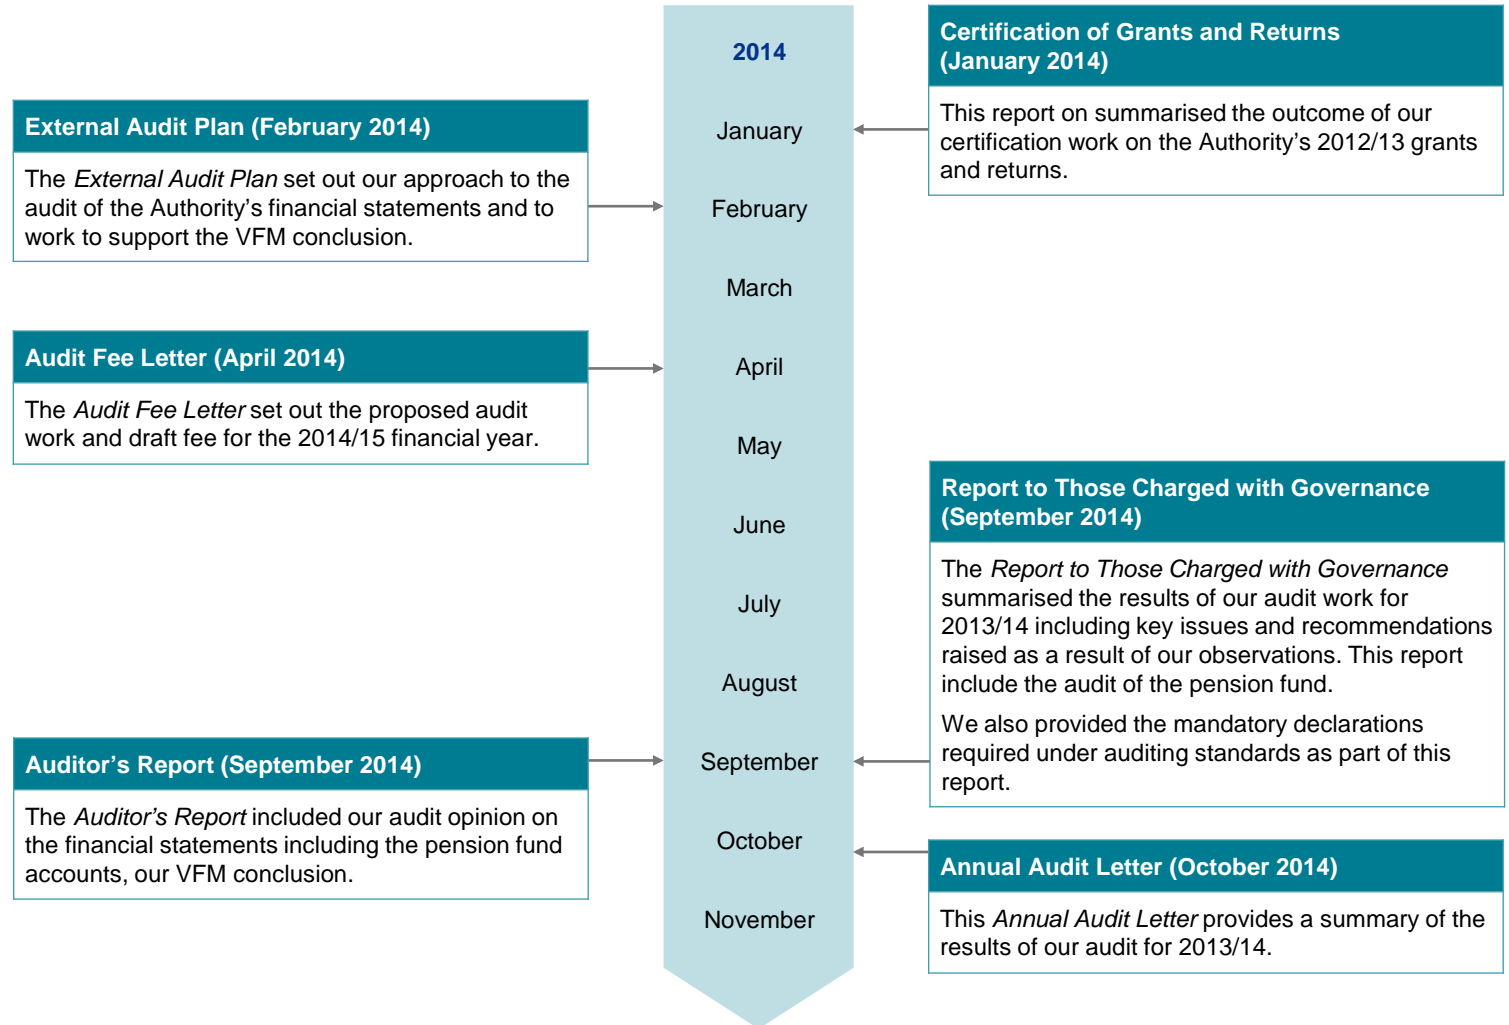 2014
January
February
March
April
May
June
July
August
September
October
November
External Audit Plan (February 2014)
The External Audit Plan set out our approach to the
audit of the Authority’s financial statements and to
work to support the VFM conclusion.
Audit Fee Letter (April 2014)
The Audit Fee Letter set out the proposed audit
work and draft fee for the 2014/15 financial year.
Auditor’s Report (September 2014)
The Auditor’s Report included our audit opinion on
the financial statements including the pension fund
accounts, our VFM conclusion.
Certification of Grants and Returns
(January 2014)
This report on summarised the outcome of our
certification work on the Authority’s 2012/13 grants
and returns.
Report to Those Charged with Governance
(September 2014)
The Report to Those Charged with Governance
summarised the results of our audit work for
2013/14 including key issues and recommendations
raised as a result of our observations. This report
include the audit of the pension fund.
We also provided the mandatory declarations
required under auditing standards as part of this
report.
Annual Audit Letter (October 2014)
This Annual Audit Letter provides a summary of the
results of our audit for 2013/14.